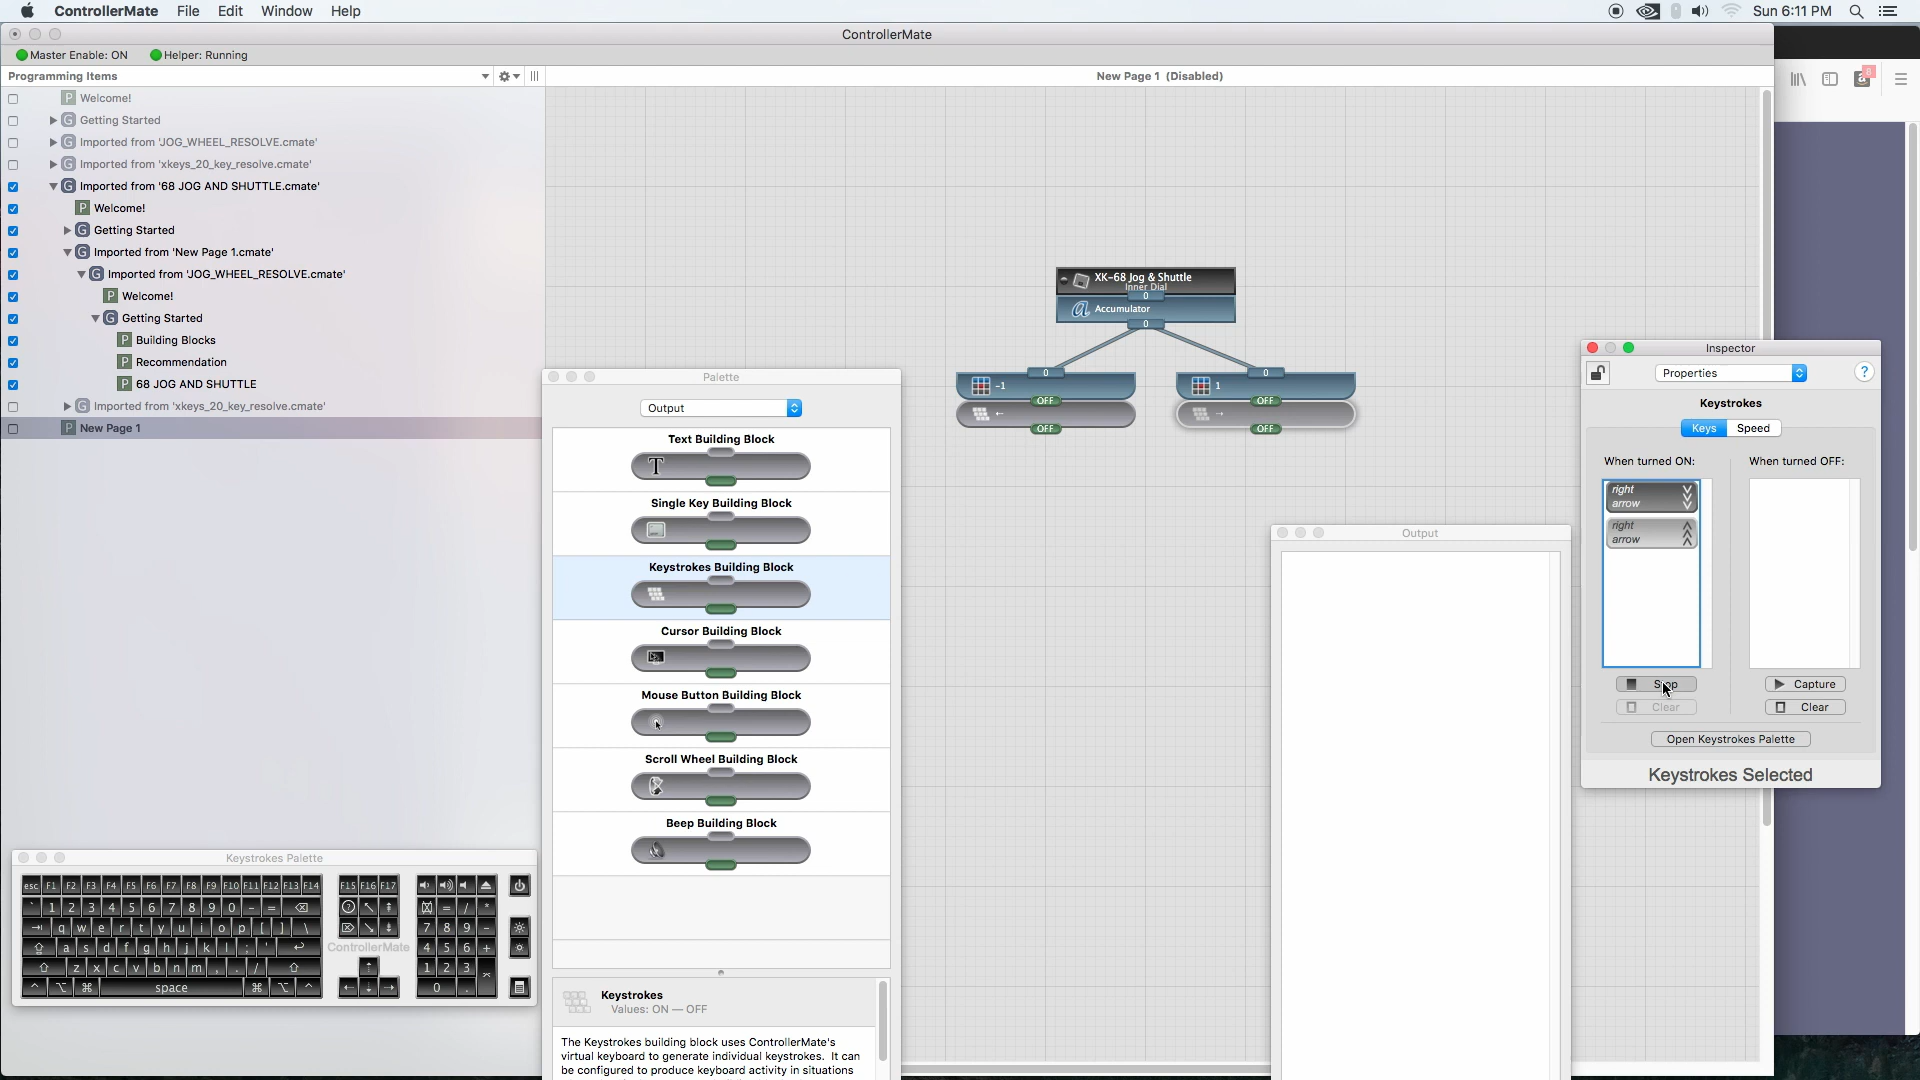 ControllerMate File Edit Window Help
Sun 6:11 PM
ControllerMate
Master Enable: ON Helper: Running
Programming Items
New Page 1 (Disabled)
8
a
P Welcome!
G Getting Started
G Imported from 'JOG_WHEEL_RESOLVE.cmate'
G Imported from 'xkeys_20_key_resolve.cmate'
G Imported from '68 JOG AND SHUTTLE.cmate'
P Welcome!
G Getting Started
G Imported from 'New Page 1.cmate'
G Imported from 'JOG_WHEEL_RESOLVE.cmate'
P Welcome!
G Getting Started
P Building Blocks
P Recommendation
P 68 JOG AND SHUTTLE
G Imported from 'xkeys_20_key_resolve.cmate'
P New Page 1
XK-68 Jog & Shuttle
Inner Dial
0
a Accumulator
0
0 0
-1 1
OFF OFF
← →
OFF OFF
Palette
Output
Text Building Block
T
Single Key Building Block
Keystrokes Building Block
Cursor Building Block
Mouse Button Building Block
Scroll Wheel Building Block
Beep Building Block
Keystrokes
Values: ON — OFF
The Keystrokes building block uses ControllerMate's
virtual keyboard to generate individual keystrokes. It can
be configured to produce keyboard activity in situations
Output
Inspector
Properties ?
Keystrokes
Keys Speed
When turned ON: When turned OFF:
right
arrow
right
arrow
Stop Capture
Clear Clear
Open Keystrokes Palette
Keystrokes Selected
Keystrokes Palette
esc F1 F2 F3 F4 F5 F6 F7 F8 F9 F10 F11 F12 F13 F14 F15 F16 F17
` 1 2 3 4 5 6 7 8 9 0 - = = / *
q w e r t y u i o p [ ] \ 7 8 9 -
a s d f g h j k l ; ' ControllerMate 4 5 6 +
z x c v b n m , . / 1 2 3
^ ⌥ ⌘ space ⌘ ⌥ ^ ← ↓ → 0 .